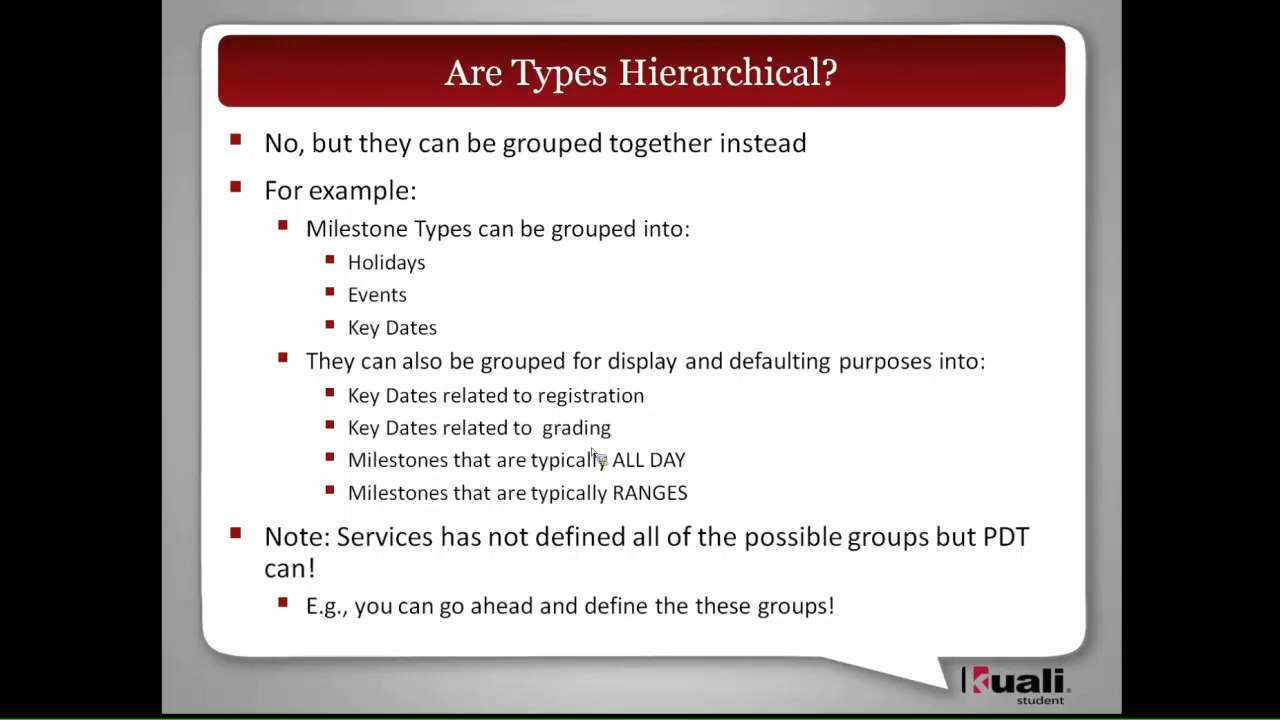 Are Types Hierarchical?
No, but they can be grouped together instead
For example:
Milestone Types can be grouped into:
Holidays
Events
Key Dates
They can also be grouped for display and defaulting purposes into:
Key Dates related to registration
Key Dates related to grading
Milestones that are typically ALL DAY
Milestones that are typically RANGES
Note: Services has not defined all of the possible groups but PDT
can!
E.g., you can go ahead and define the these groups!
kuali
student